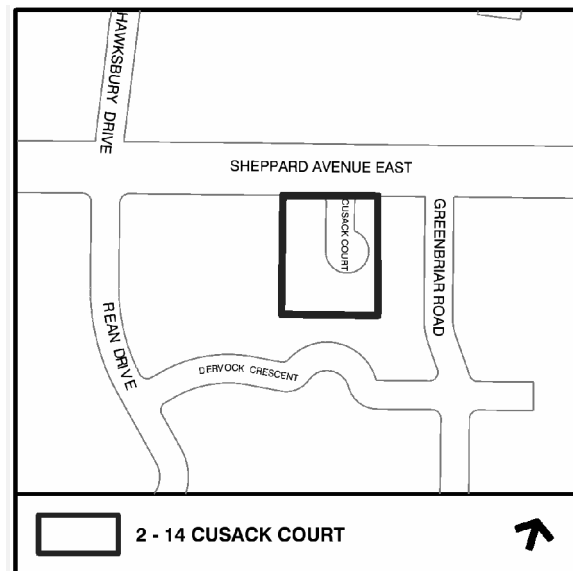 HAWKSBURY DRIVE
SHEPPARD AVENUE EAST
CUSACK COURT
GREENBRIAR ROAD
REAN DRIVE
DERVOCK CRESCENT
2 - 14 CUSACK COURT